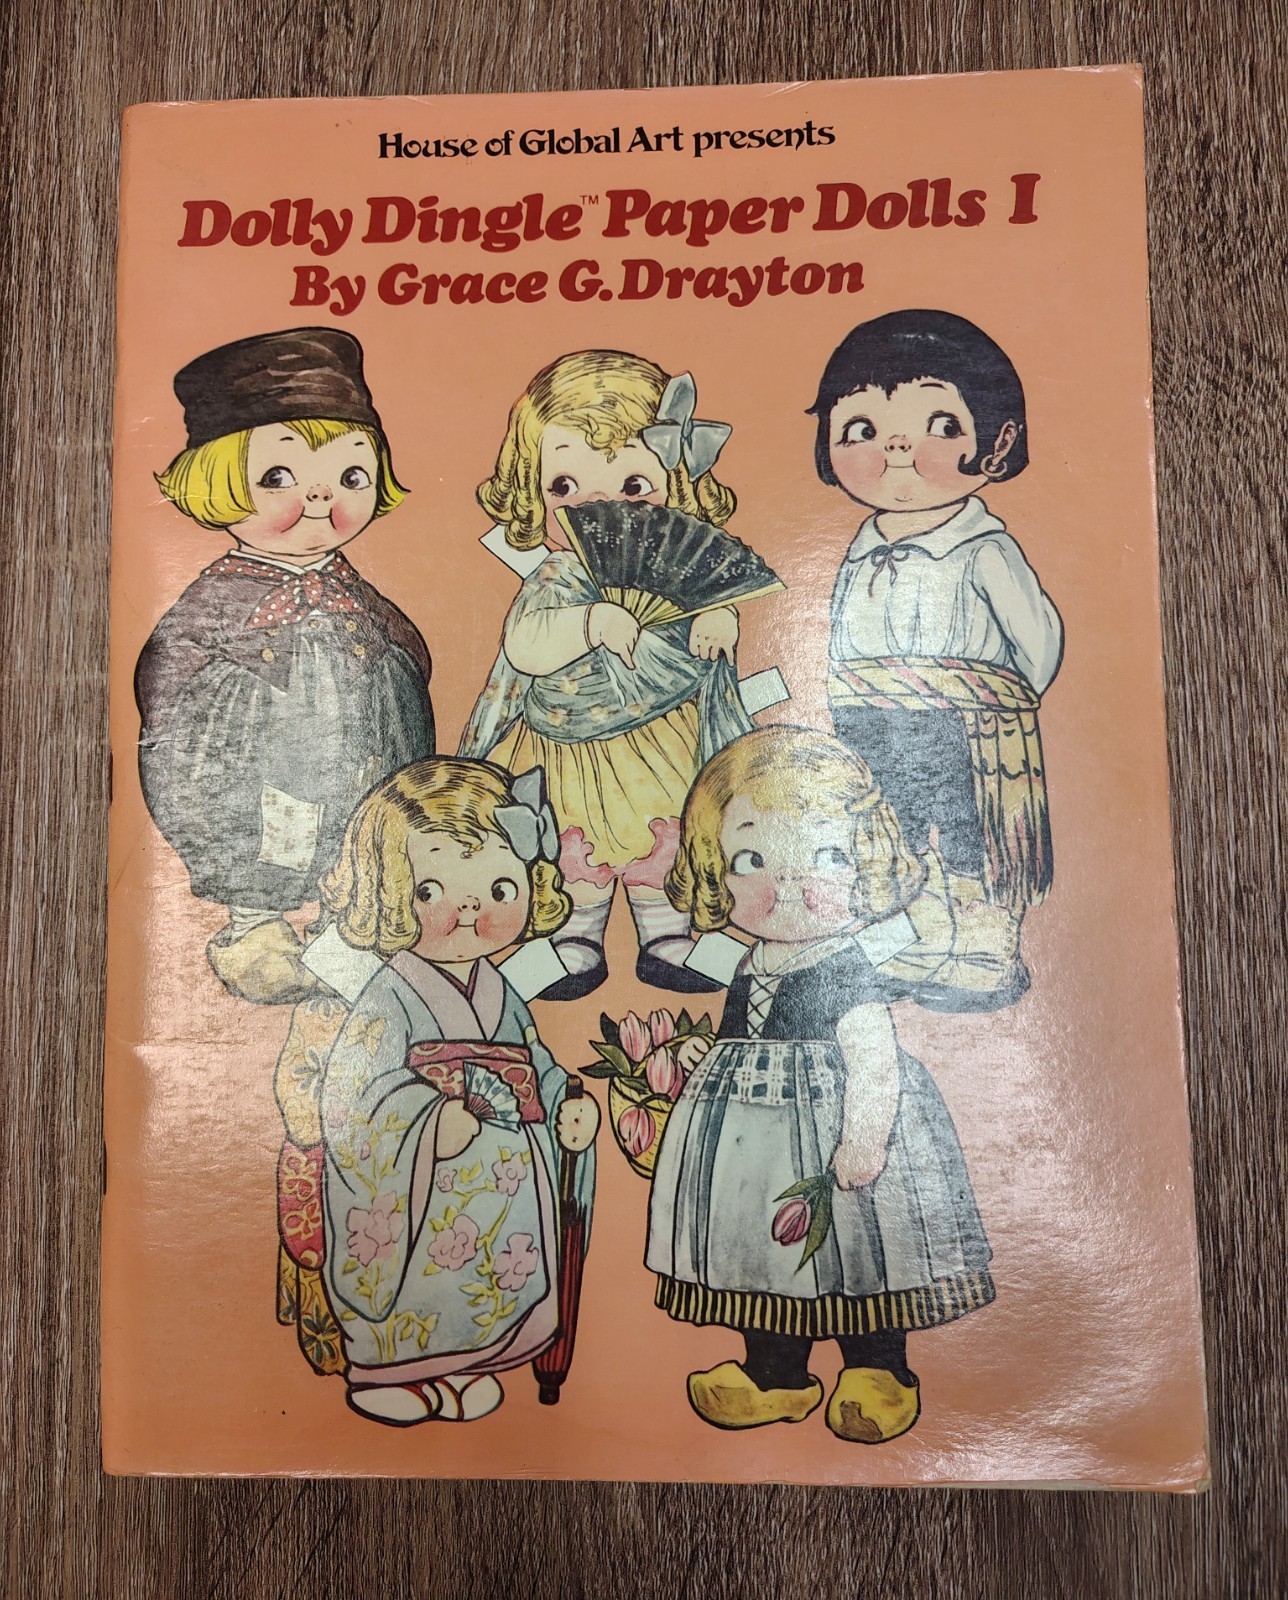 House of Global Art presents
Dolly Dingle™ Paper Dolls I
By Grace G. Drayton